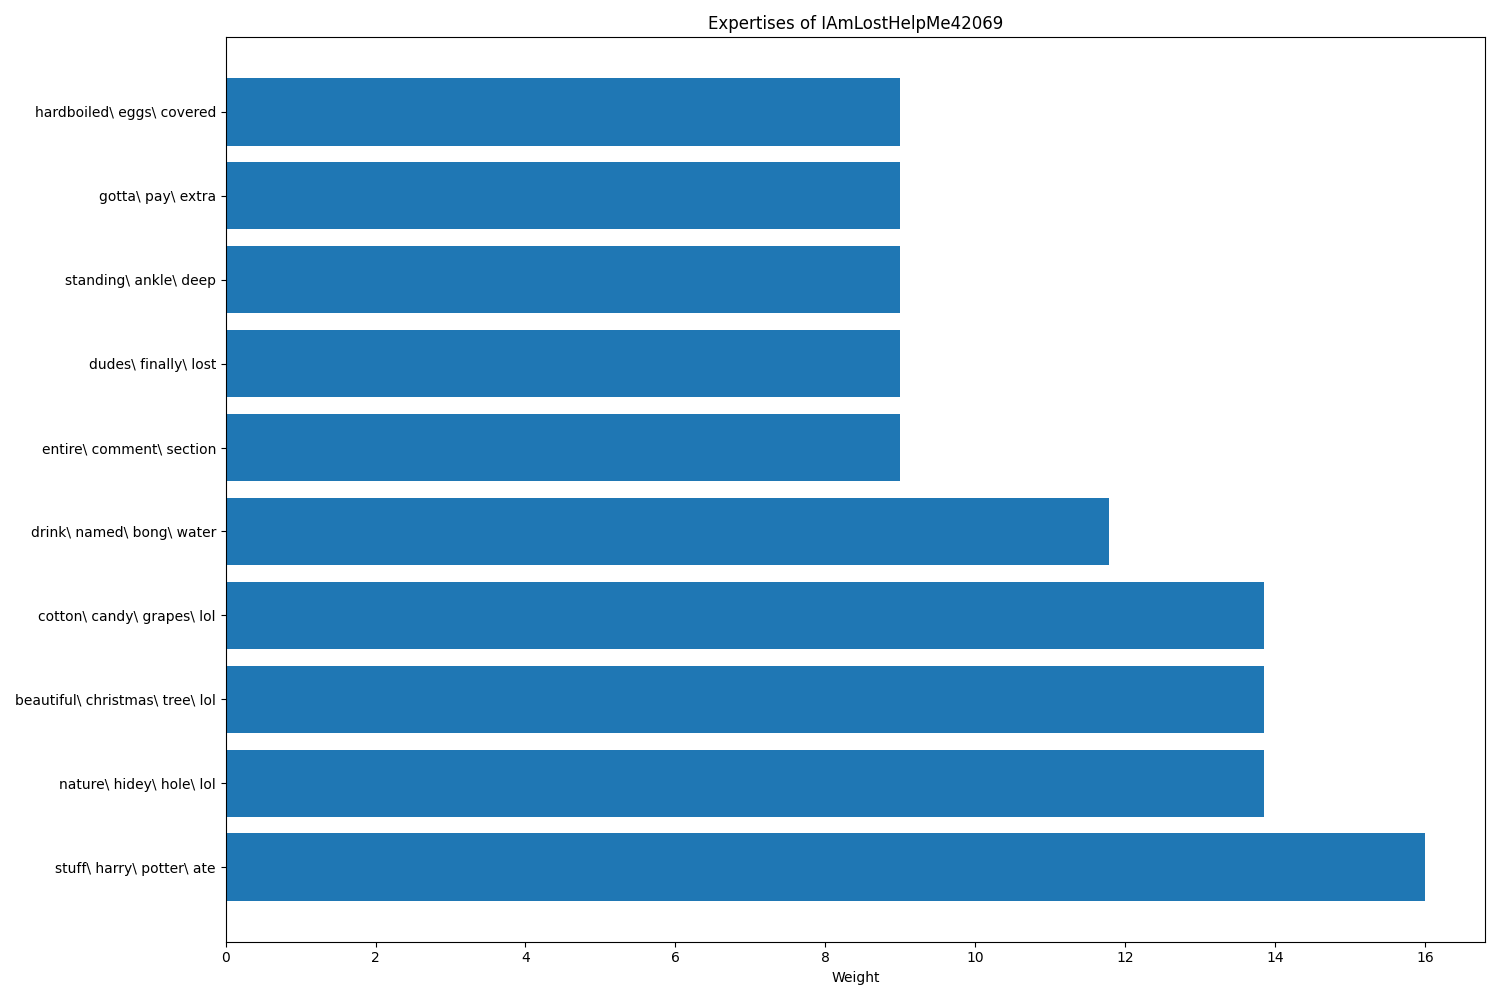 Expertises of IAmLostHelpMe42069
hardboiled\ eggs\ covered
gotta\ pay\ extra
standing\ ankle\ deep
dudes\ finally\ lost
entire\ comment\ section
drink\ named\ bong\ water
cotton\ candy\ grapes\ lol
beautiful\ christmas\ tree\ lol
nature\ hidey\ hole\ lol
stuff\ harry\ potter\ ate
0 2 4 6 8 10 12 14 16
Weight